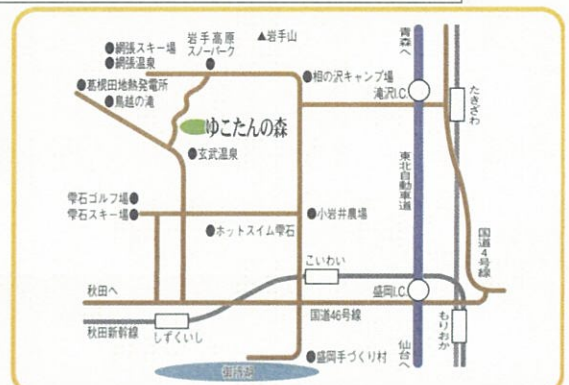 岩手高原
スノーパーク
▲岩手山
青森へ
●網張スキー場
●網張温泉
●葛根田地熱発電所
●鳥越の滝
●相の沢キャンプ場
滝沢I.C.
たきざわ
ゆこたんの森
●玄武温泉
東北自動車道
雫石ゴルフ場●
雫石スキー場●
●小岩井農場
●ホットスイム雫石
国道4号線
こいわい
秋田へ
盛岡I.C.
国道46号線
秋田新幹線
しずくいし
もりおか
仙台へ
●盛岡手づくり村
御所湖